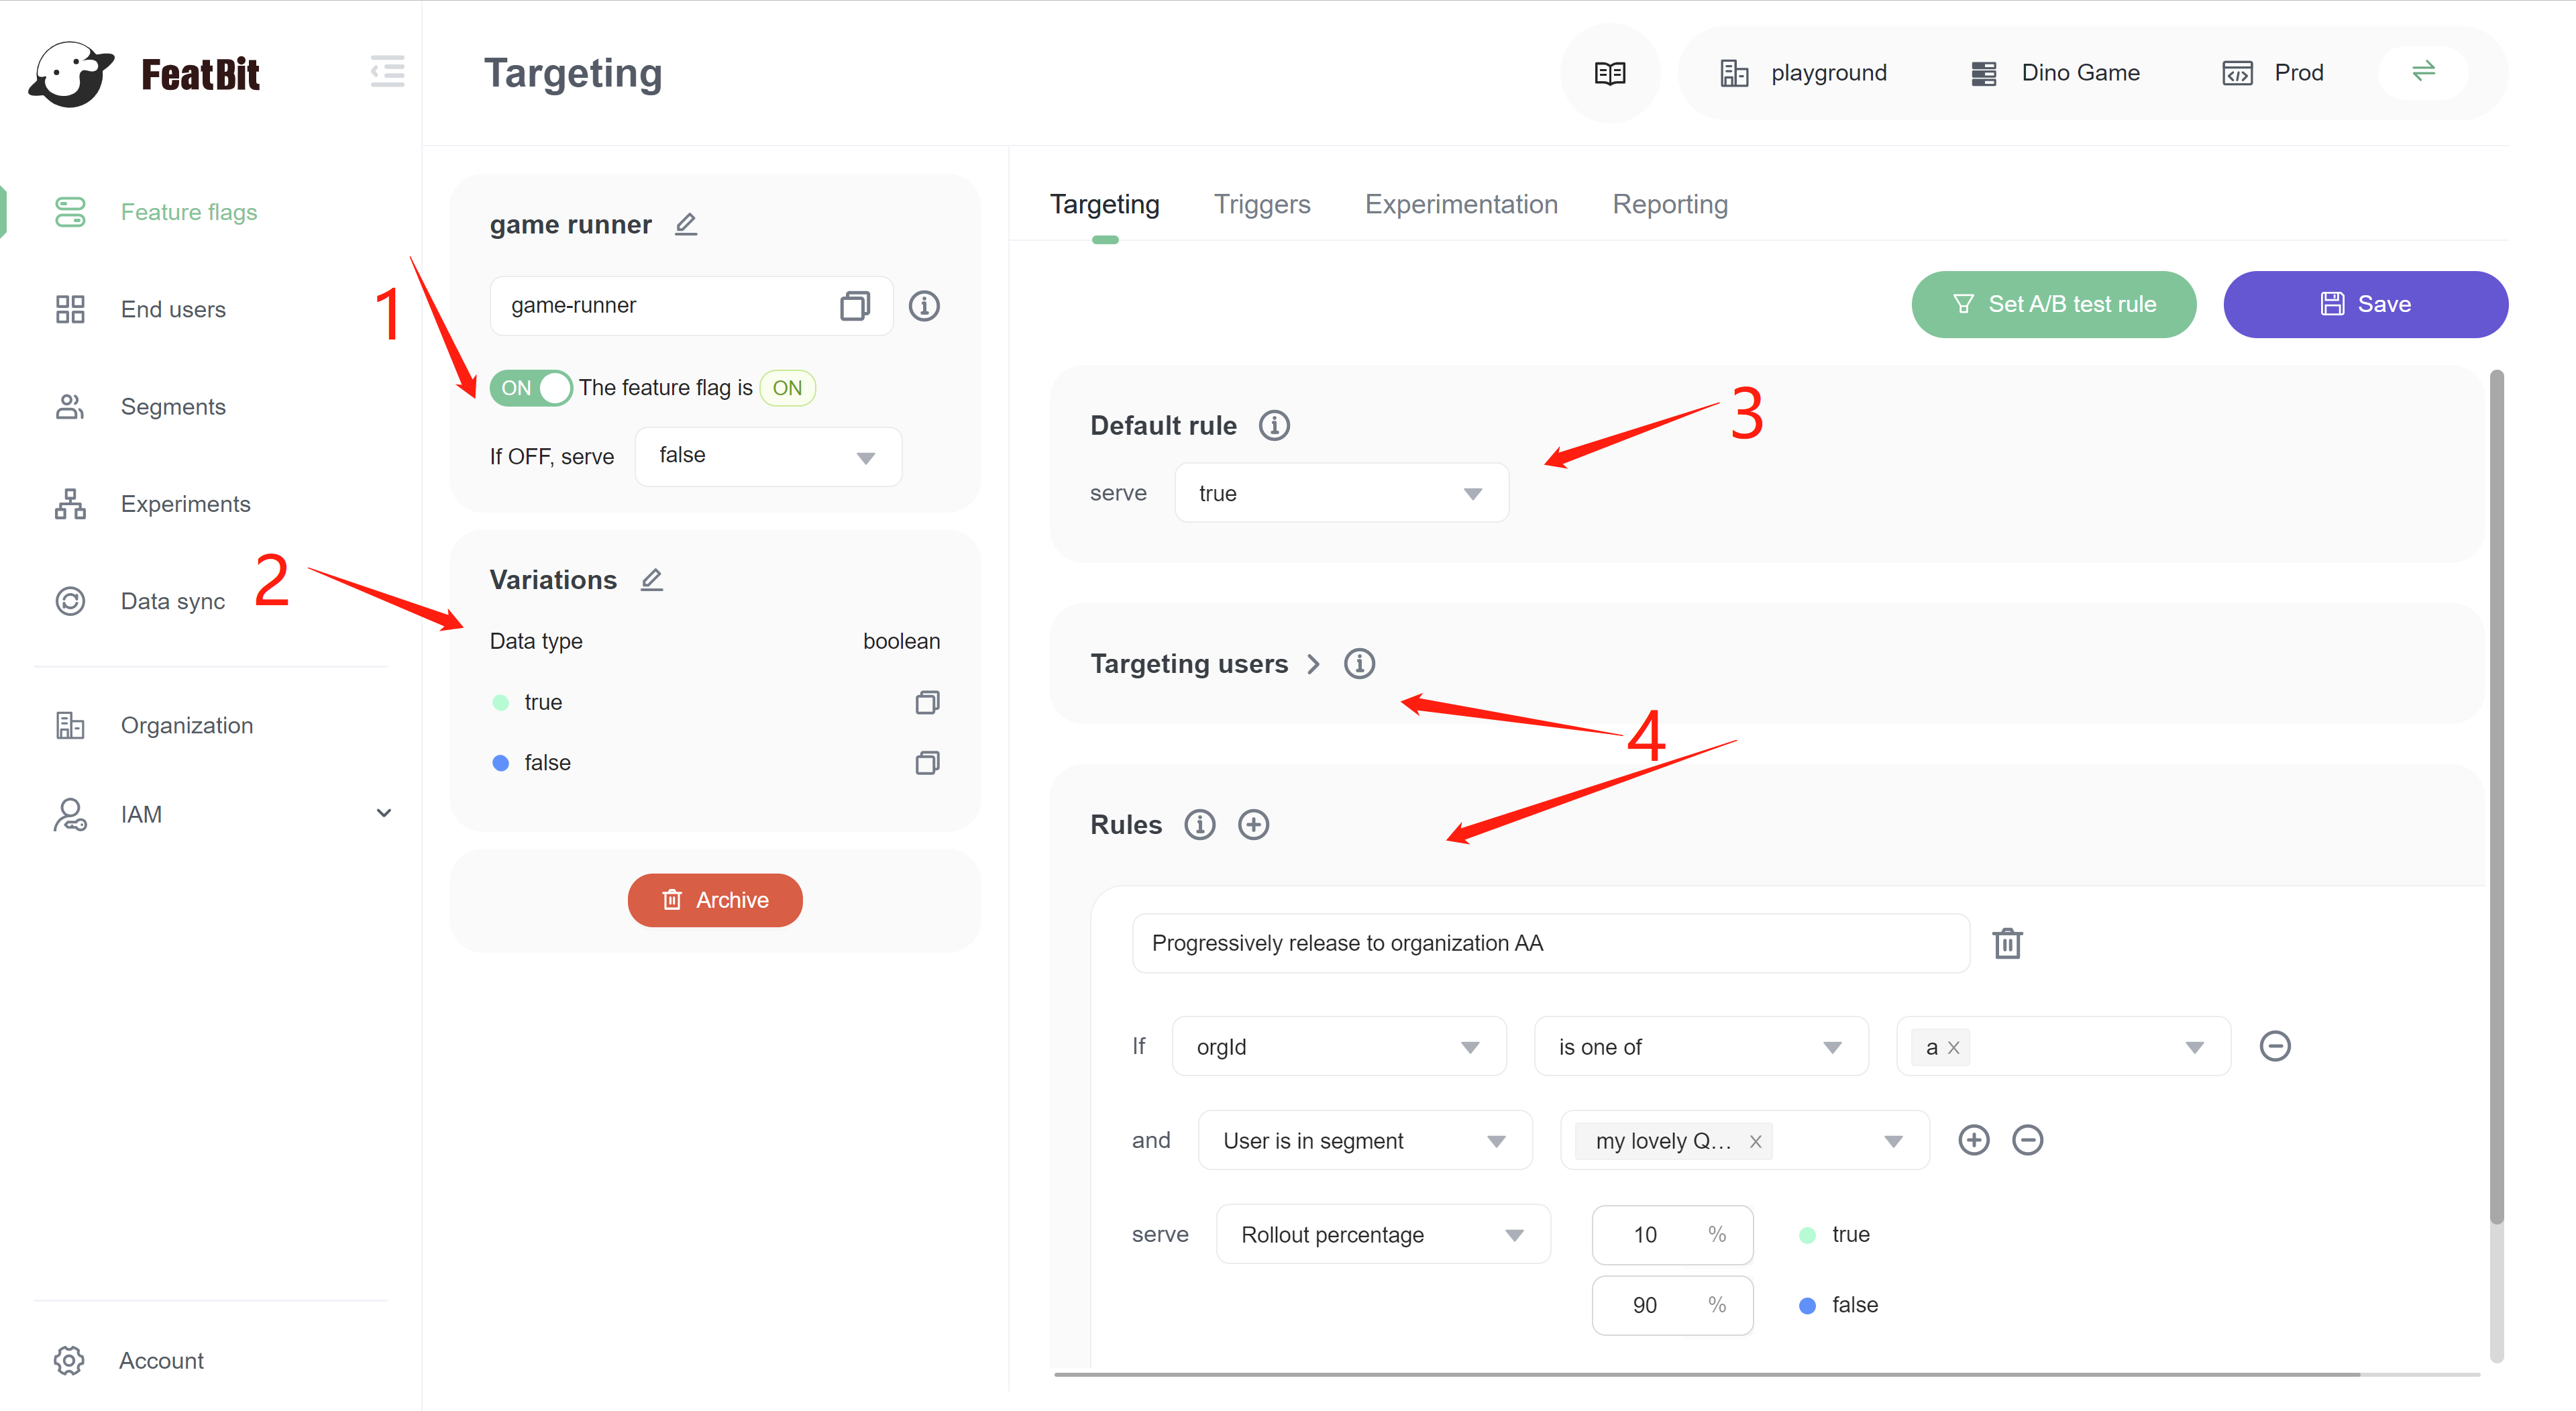 FeatBit
Targeting
playground
Dino Game
Prod
Feature flags
End users
Segments
Experiments
Data sync
Organization
IAM
Account
1
2
game runner
game-runner
ON The feature flag is ON
If OFF, serve false
Variations
Data type boolean
true
false
Archive
Targeting Triggers Experimentation Reporting
Set A/B test rule
Save
3
Default rule
serve true
Targeting users
4
Rules
Progressively release to organization AA
If orgId is one of a
and User is in segment my lovely Q...
serve Rollout percentage 10 % true
90 % false